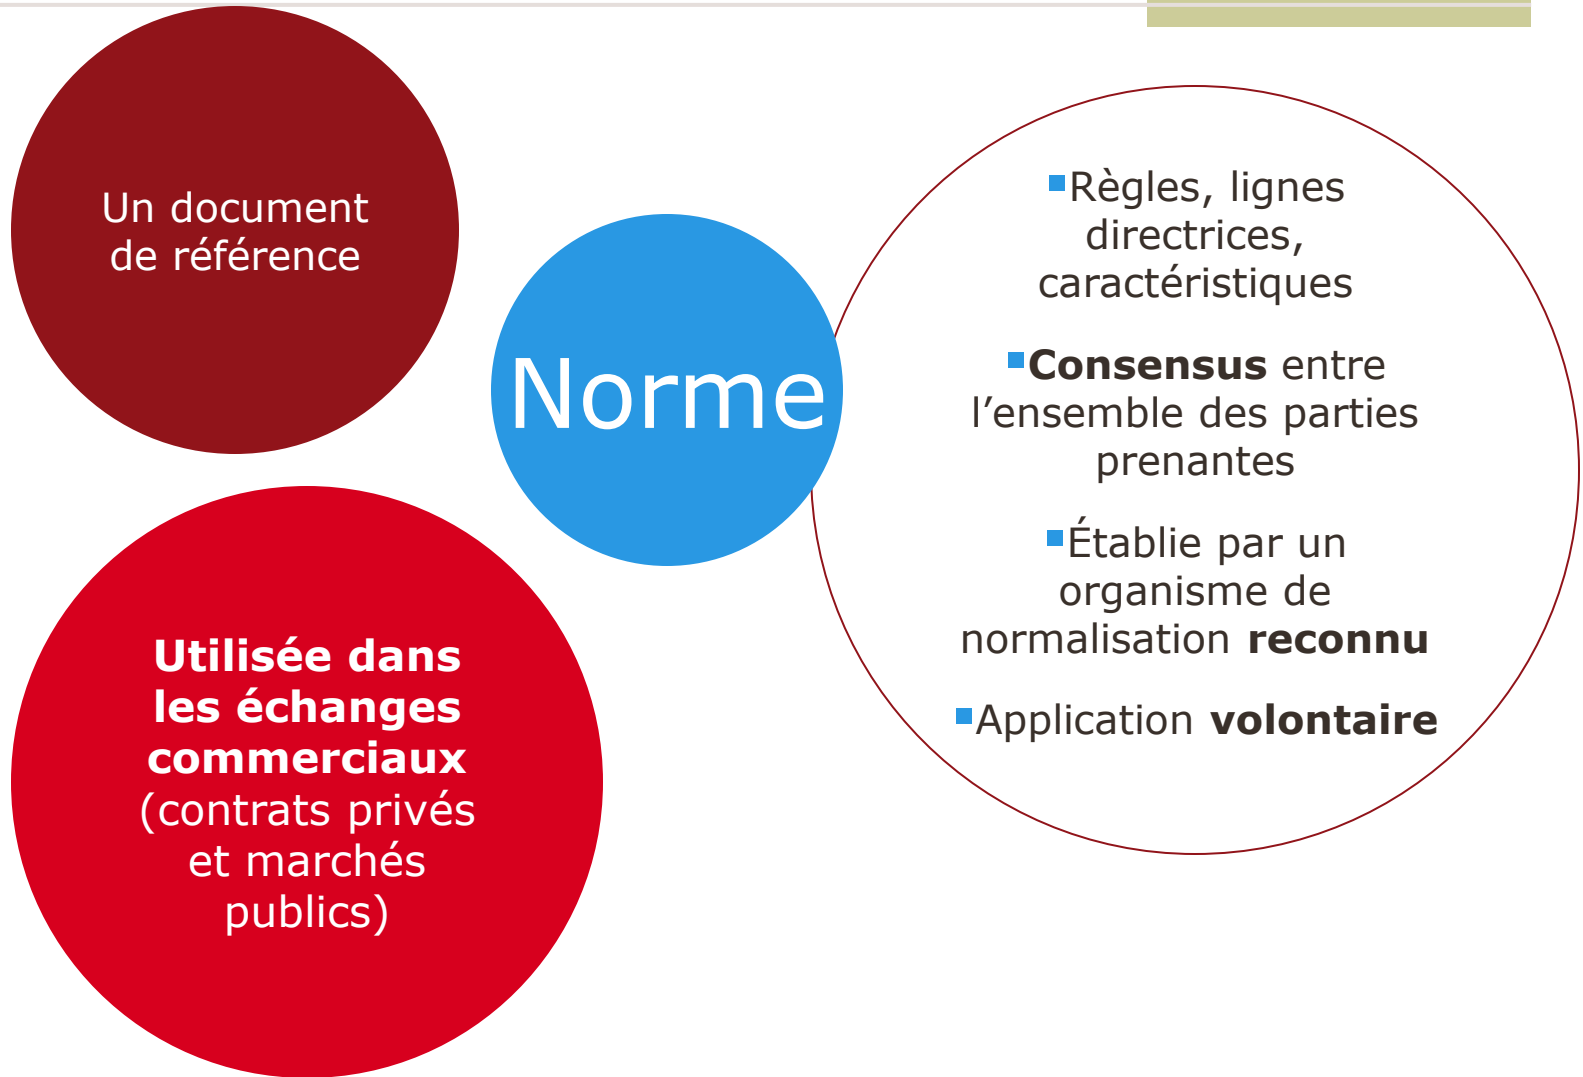 Un document
de référence
Norme
Utilisée dans
les échanges
commerciaux
(contrats privés
et marchés
publics)
▪Règles, lignes
directrices,
caractéristiques
▪Consensus entre
l’ensemble des parties
prenantes
▪Établie par un
organisme de
normalisation reconnu
▪Application volontaire